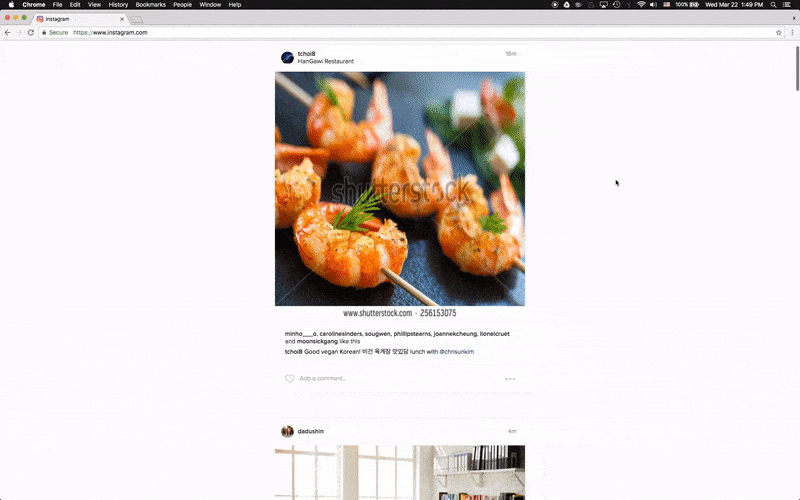 Chrome File Edit View History Bookmarks People Window Help
100% Wed Mar 22 1:49 PM
Instagram
Secure https://www.instagram.com
tchoi8 16m
HanGawi Restaurant
shutterstock
www.shutterstock.com · 256153075
minho___o, carolinesinders, sougwen, phillipstearns, joannekcheung, lionelcruet
and moonsickgang like this
tchoi8 Good vegan Korean! 비건 육계장 맛있당 lunch with @chrisunkim
Add a comment...
dadushin 4m